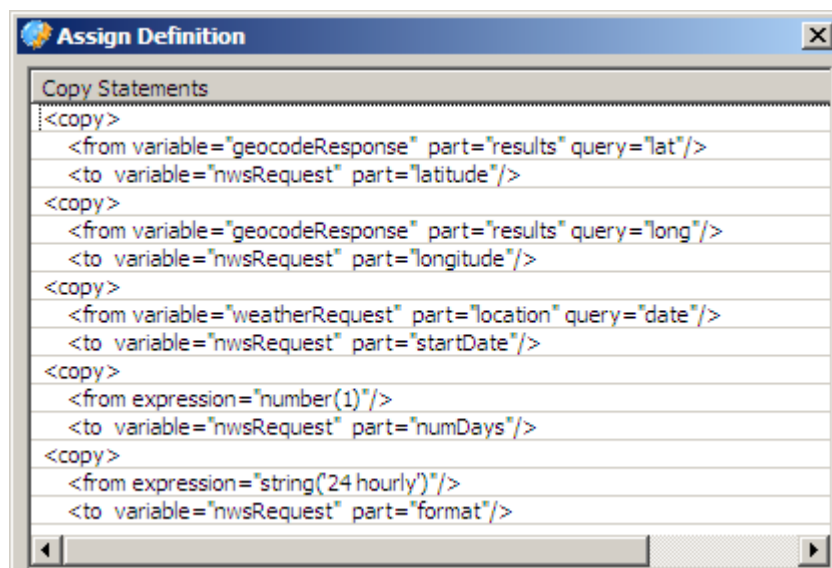 Assign Definition
Copy Statements
<copy>
<from variable="geocodeResponse" part="results" query="lat"/>
<to variable="nwsRequest" part="latitude"/>
<copy>
<from variable="geocodeResponse" part="results" query="long"/>
<to variable="nwsRequest" part="longitude"/>
<copy>
<from variable="weatherRequest" part="location" query="date"/>
<to variable="nwsRequest" part="startDate"/>
<copy>
<from expression="number(1)"/>
<to variable="nwsRequest" part="numDays"/>
<copy>
<from expression="string('24 hourly')"/>
<to variable="nwsRequest" part="format"/>